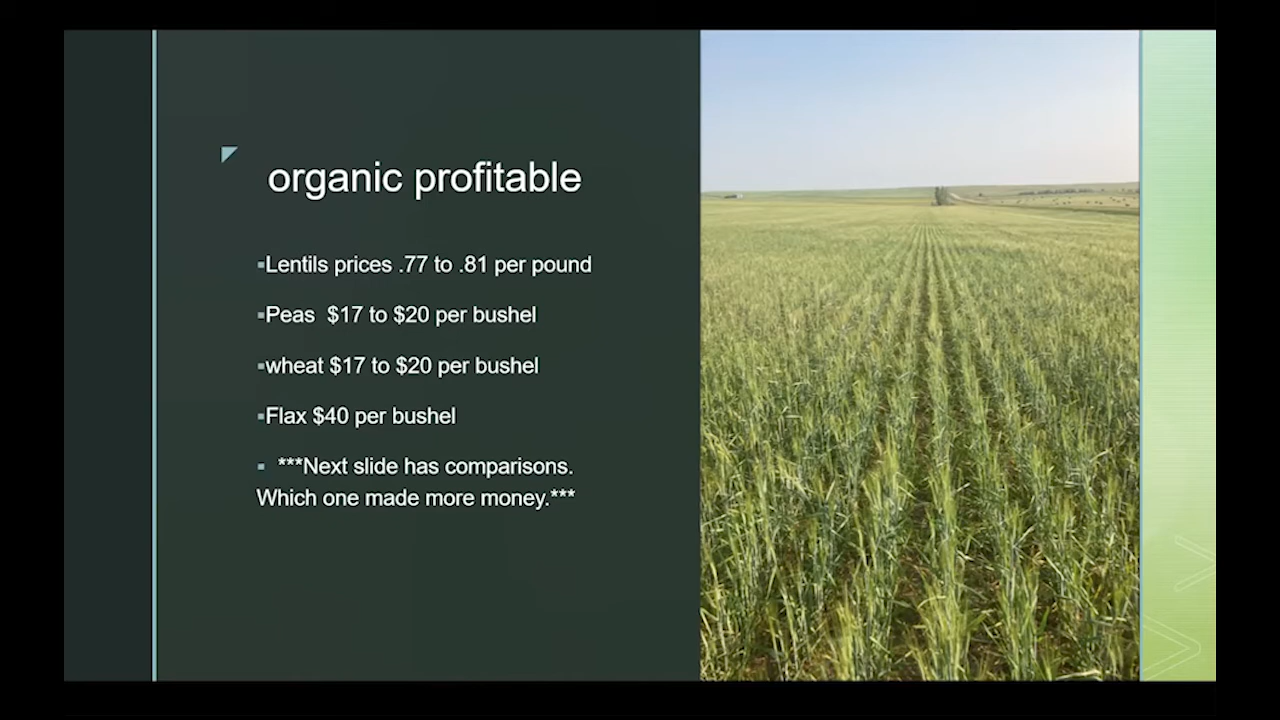 organic profitable
▪Lentils prices .77 to .81 per pound
▪Peas  $17 to $20 per bushel
▪wheat $17 to $20 per bushel
▪Flax $40 per bushel
▪ ***Next slide has comparisons.
Which one made more money.***